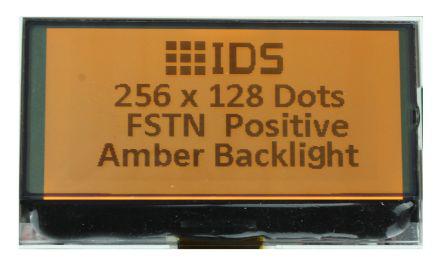 IDS
256 x 128 Dots
FSTN Positive
Amber Backlight